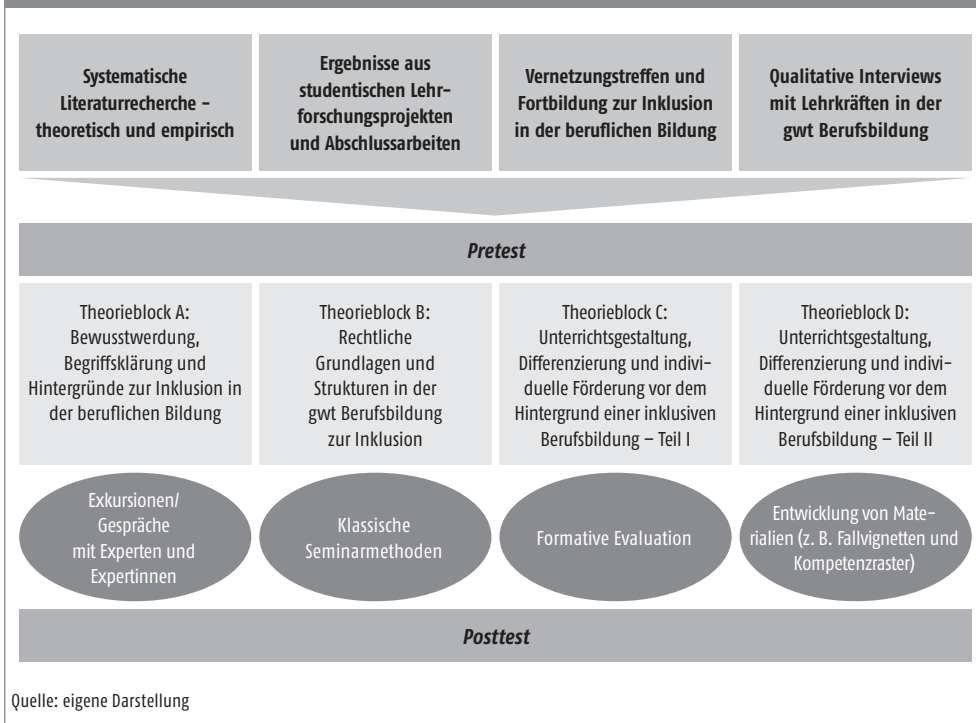 Systematische
Literaturrecherche –
theoretisch und empirisch
Ergebnisse aus
studentischen Lehr-
forschungsprojekten
und Abschlussarbeiten
Vernetzungstreffen und
Fortbildung zur Inklusion
in der beruflichen Bildung
Qualitative Interviews
mit Lehrkräften in der
gwt Berufsbildung
Pretest
Theorieblock A:
Bewusstwerdung,
Begriffsklärung und
Hintergründe zur Inklusion in
der beruflichen Bildung
Theorieblock B:
Rechtliche
Grundlagen und
Strukturen in der
gwt Berufsbildung
zur Inklusion
Theorieblock C:
Unterrichtsgestaltung,
Differenzierung und indivi-
duelle Förderung vor dem
Hintergrund einer inklusiven
Berufsbildung – Teil I
Theorieblock D:
Unterrichtsgestaltung,
Differenzierung und indivi-
duelle Förderung vor dem
Hintergrund einer inklusiven
Berufsbildung – Teil II
Exkursionen/
Gespräche
mit Experten und
Expertinnen
Klassische
Seminarmethoden
Formative Evaluation
Entwicklung von Mate-
rialien (z. B. Fallvignetten und
Kompetenzraster)
Posttest
Quelle: eigene Darstellung